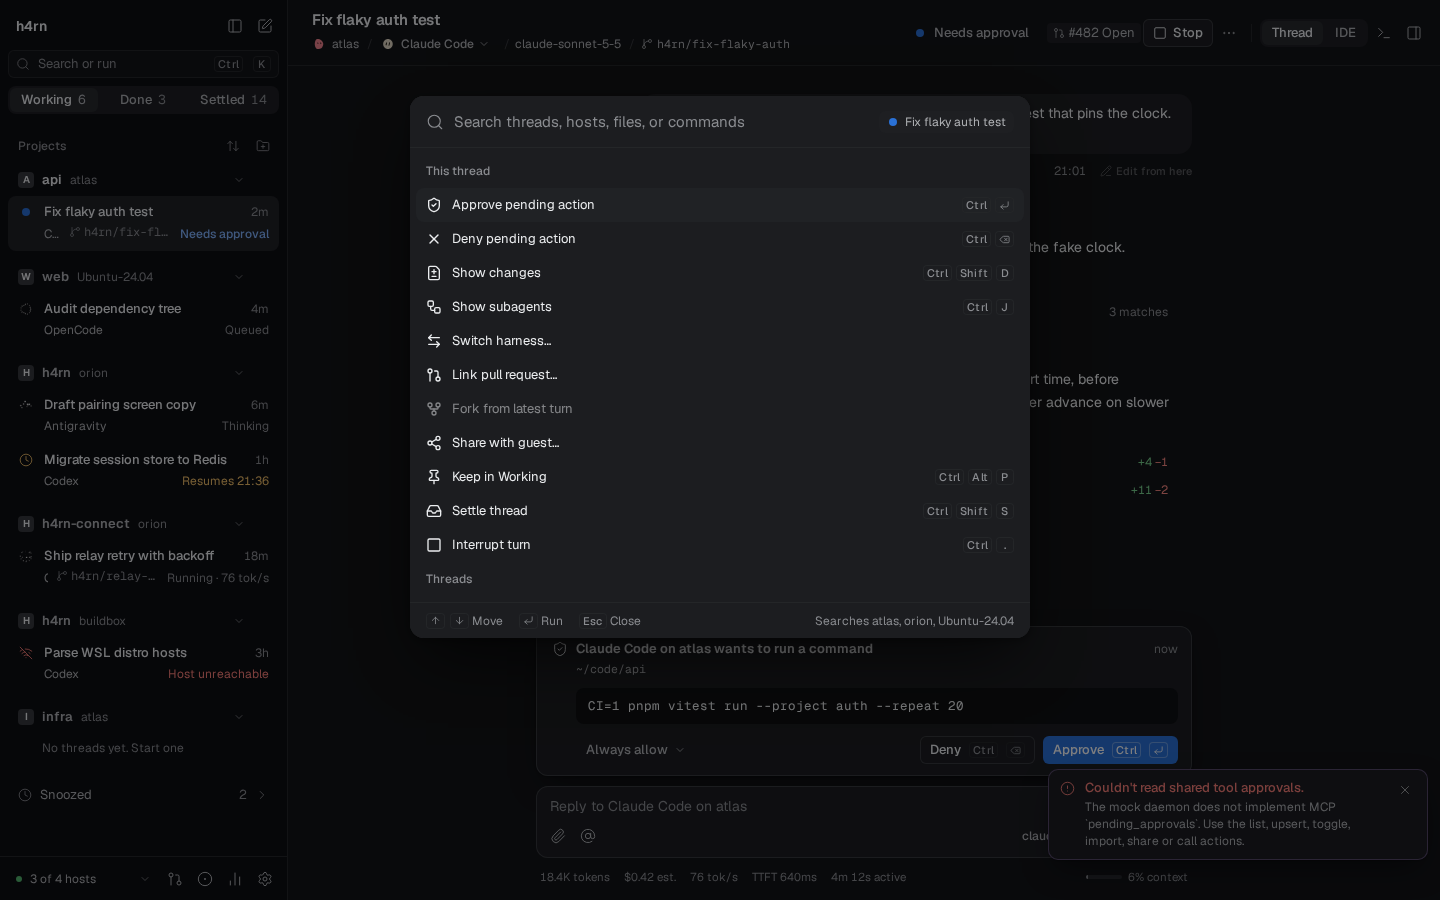 h4rn
Search or run Ctrl K
Working 6 Done 3 Settled 14
Projects
A api atlas
Fix flaky auth test 2m
C... h4rn/fix-fl... Needs approval
W web Ubuntu-24.04
Audit dependency tree 4m
OpenCode Queued
H h4rn orion
Draft pairing screen copy 6m
Antigravity Thinking
Migrate session store to Redis 1h
Codex Resumes 21:36
H h4rn-connect orion
Ship relay retry with backoff 18m
h4rn/relay-... Running · 76 tok/s
H h4rn buildbox
Parse WSL distro hosts 3h
Codex Host unreachable
I infra atlas
No threads yet. Start one
Snoozed 2
3 of 4 hosts
Fix flaky auth test
atlas / Claude Code / claude-sonnet-5-5 / h4rn/fix-flaky-auth
Needs approval #482 Open Stop ... Thread IDE
est that pins the clock.
21:01 Edit from here
the fake clock.
3 matches
rt time, before
er advance on slower
+4 −1
+11 −2
Search threads, hosts, files, or commands Fix flaky auth test
This thread
Approve pending action Ctrl ↵
Deny pending action Ctrl ⌫
Show changes Ctrl Shift D
Show subagents Ctrl J
Switch harness...
Link pull request...
Fork from latest turn
Share with guest...
Keep in Working Ctrl Alt P
Settle thread Ctrl Shift S
Interrupt turn Ctrl .
Threads
↑ ↓ Move ↵ Run Esc Close Searches atlas, orion, Ubuntu-24.04
Claude Code on atlas wants to run a command now
~/code/api
CI=1 pnpm vitest run --project auth --repeat 20
Always allow Deny Ctrl ⌫ Approve Ctrl ↵
Reply to Claude Code on atlas
18.4K tokens $0.42 est. 76 tok/s TTFT 640ms 4m 12s active 6% context
Couldn't read shared tool approvals.
The mock daemon does not implement MCP
`pending_approvals`. Use the list, upsert, toggle,
import, share or call actions.